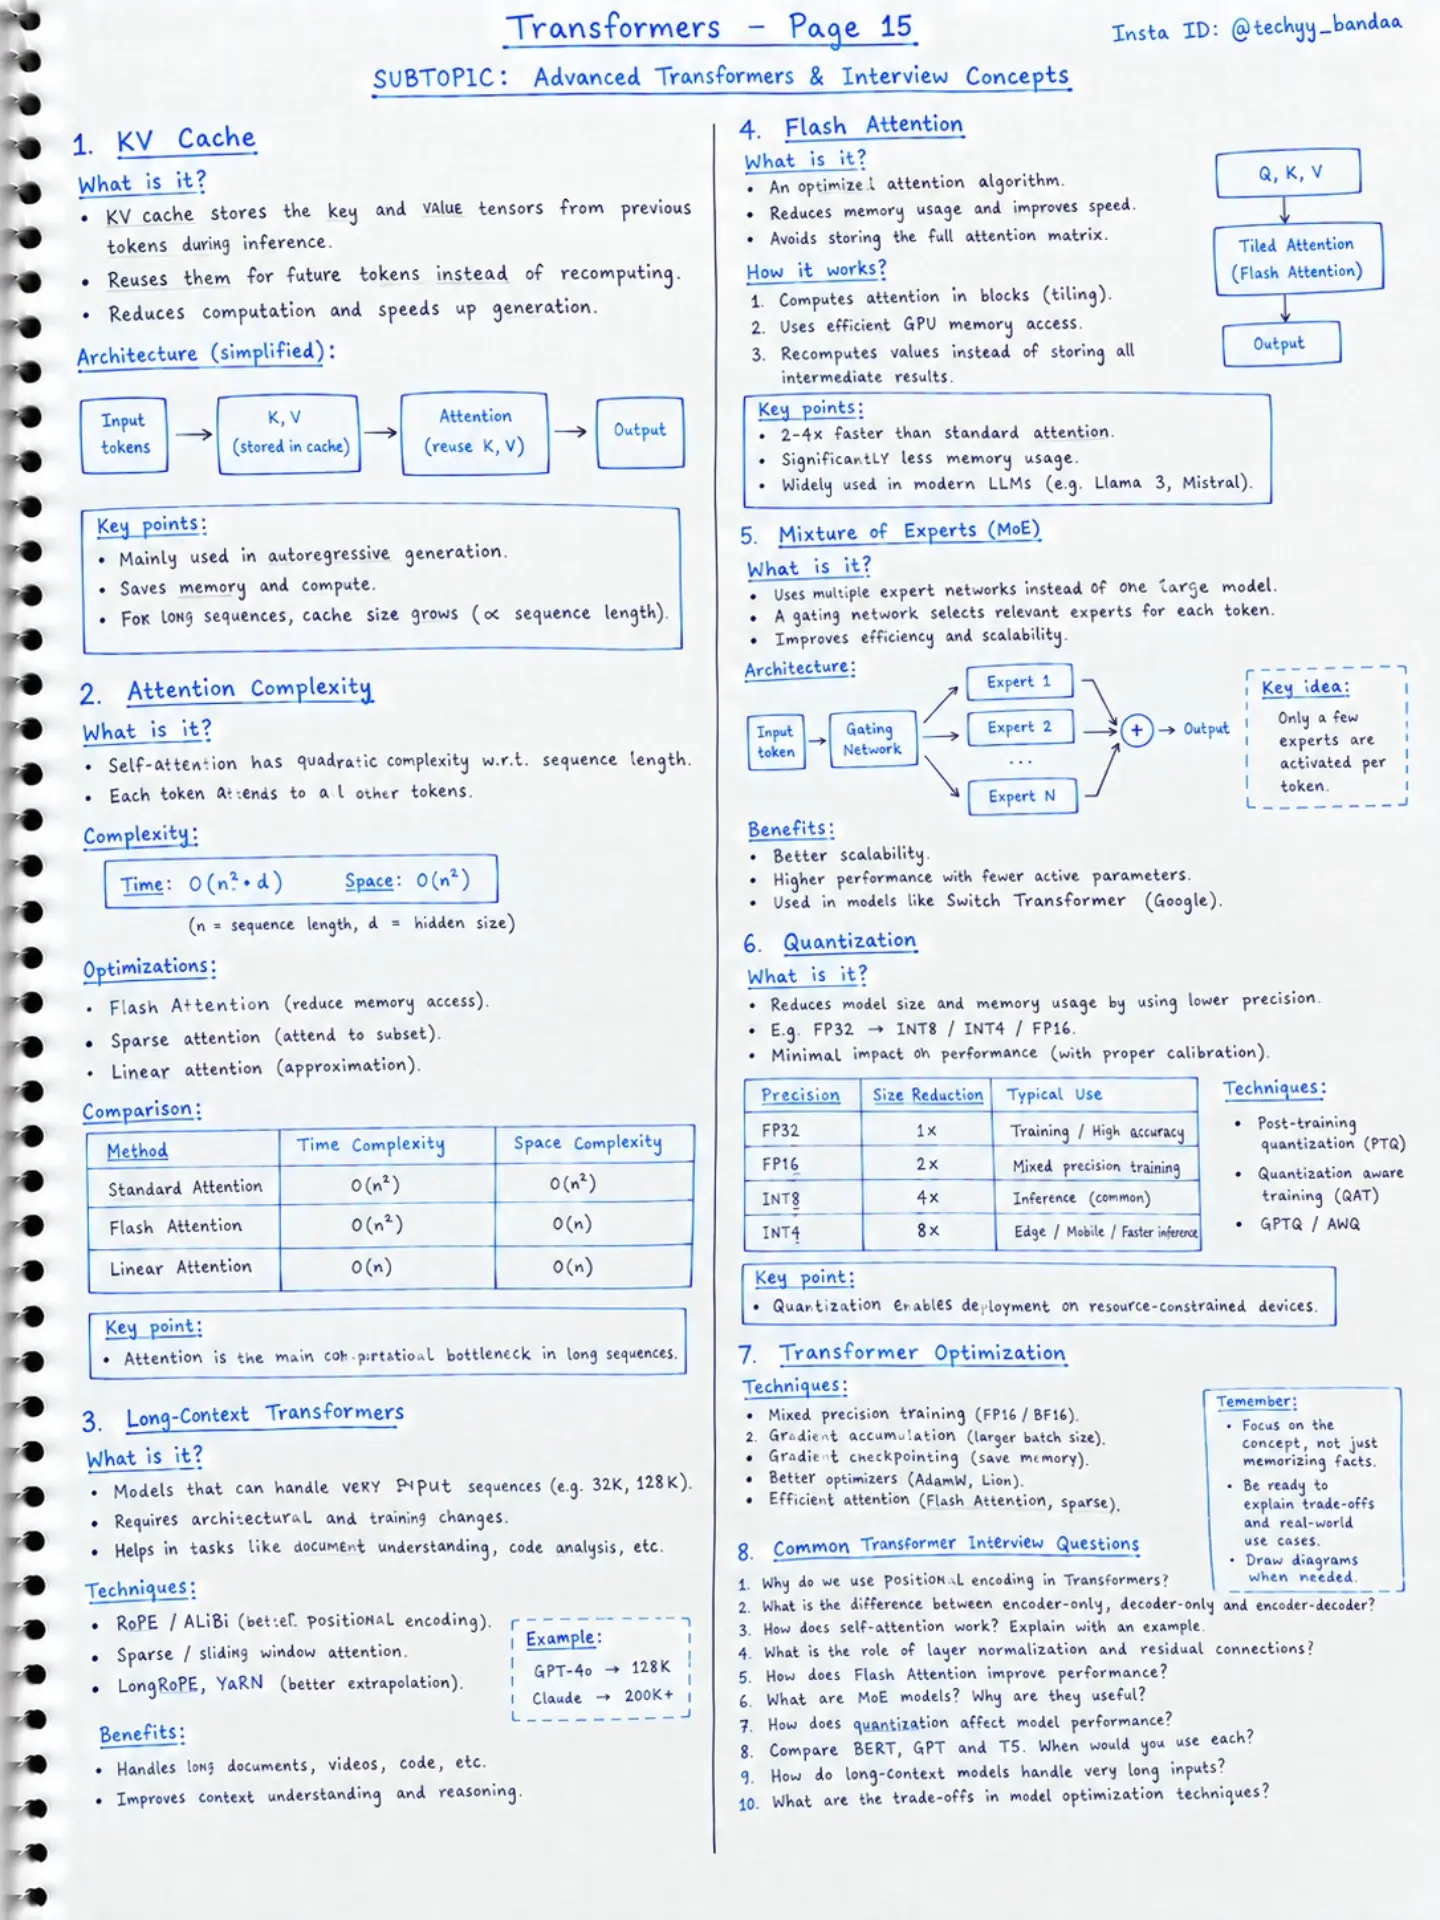 Transformers – Page 15
Insta ID: @techyy_bandaa
SUBTOPIC: Advanced Transformers & Interview Concepts
1. KV Cache
What is it?
• KV cache stores the key and VALUE tensors from previous
tokens during inference.
• Reuses them for future tokens instead of recomputing.
• Reduces computation and speeds up generation.
Architecture (simplified):
Input
tokens
K, V
(stored in cache)
Attention
(reuse K, V)
Output
Key points:
• Mainly used in autoregressive generation.
• Saves memory and compute.
• For long sequences, cache size grows (∝ sequence length).
2. Attention Complexity
What is it?
• Self-attention has quadratic complexity w.r.t. sequence length.
• Each token attends to all other tokens.
Complexity:
Time: O(n².d) Space: O(n²)
(n = sequence length, d = hidden size)
Optimizations:
• Flash Attention (reduce memory access).
• Sparse attention (attend to subset).
• Linear attention (approximation).
Comparison:
Method Time Complexity Space Complexity
Standard Attention O(n²) O(n²)
Flash Attention O(n²) O(n)
Linear Attention O(n) O(n)
Key point:
• Attention is the main bottleneck in long sequences.
3. Long-Context Transformers
What is it?
• Models that can handle VERY sequences (e.g. 32K, 128K).
• Requires architectural and training changes.
• Helps in tasks like document understanding, code analysis, etc.
Techniques:
• RoPE / ALiBi (better positional encoding).
• Sparse / sliding window attention.
• LongRoPE, YaRN (better extrapolation).
Example:
GPT-4o → 128K
Claude → 200K+
Benefits:
• Handles long documents, videos, code, etc.
• Improves context understanding and reasoning.
4. Flash Attention
What is it?
• An optimized attention algorithm.
• Reduces memory usage and improves speed.
• Avoids storing the full attention matrix.
How it works?
1. Computes attention in blocks (tiling).
2. Uses efficient GPU memory access.
3. Recomputes values instead of storing all
intermediate results.
Q, K, V
Tiled Attention
(Flash Attention)
Output
Key points:
• 2-4x faster than standard attention.
• Significantly less memory usage.
• Widely used in modern LLMs (e.g. Llama 3, Mistral).
5. Mixture of Experts (MoE)
What is it?
• Uses multiple expert networks instead of one large model.
• A gating network selects relevant experts for each token.
• Improves efficiency and scalability.
Architecture:
Input
token
Gating
Network
Expert 1
Expert 2
...
Expert N
+
Output
Key idea:
Only a few
experts are
activated per
token.
Benefits:
• Better scalability.
• Higher performance with fewer active parameters.
• Used in models like Switch Transformer (Google).
6. Quantization
What is it?
• Reduces model size and memory usage by using lower precision.
• E.g. FP32 → INT8 / INT4 / FP16.
• Minimal impact on performance (with proper calibration).
Precision Size Reduction Typical Use
FP32 1x Training / High accuracy
FP16 2x Mixed precision training
INT8 4x Inference (common)
INT4 8x Edge / Mobile / Faster inference
Techniques:
• Post-training
quantization (PTQ)
• Quantization aware
training (QAT)
• GPTQ / AWQ
Key point:
• Quantization Enables deployment on resource-constrained devices.
7. Transformer Optimization
Techniques:
• Mixed precision training (FP16 / BF16).
2. Gradient accumulation (larger batch size).
• Gradient checkpointing (save memory).
• Better optimizers (AdamW, Lion).
• Efficient attention (Flash Attention, sparse).
Temember:
• Focus on the
concept, not just
memorizing facts.
• Be ready to
explain trade-offs
and real-world
use cases.
• Draw diagrams
when needed.
8. Common Transformer Interview Questions
1. Why do we use positional encoding in Transformers?
2. What is the difference between encoder-only, decoder-only and encoder-decoder?
3. How does self-attention work? Explain with an example.
4. What is the role of layer normalization and residual connections?
5. How does Flash Attention improve performance?
6. What are MoE models? Why are they useful?
7. How does quantization affect model performance?
8. Compare BERT, GPT and T5. When would you use each?
9. How do long-context models handle very long inputs?
10. What are the trade-offs in model optimization techniques?